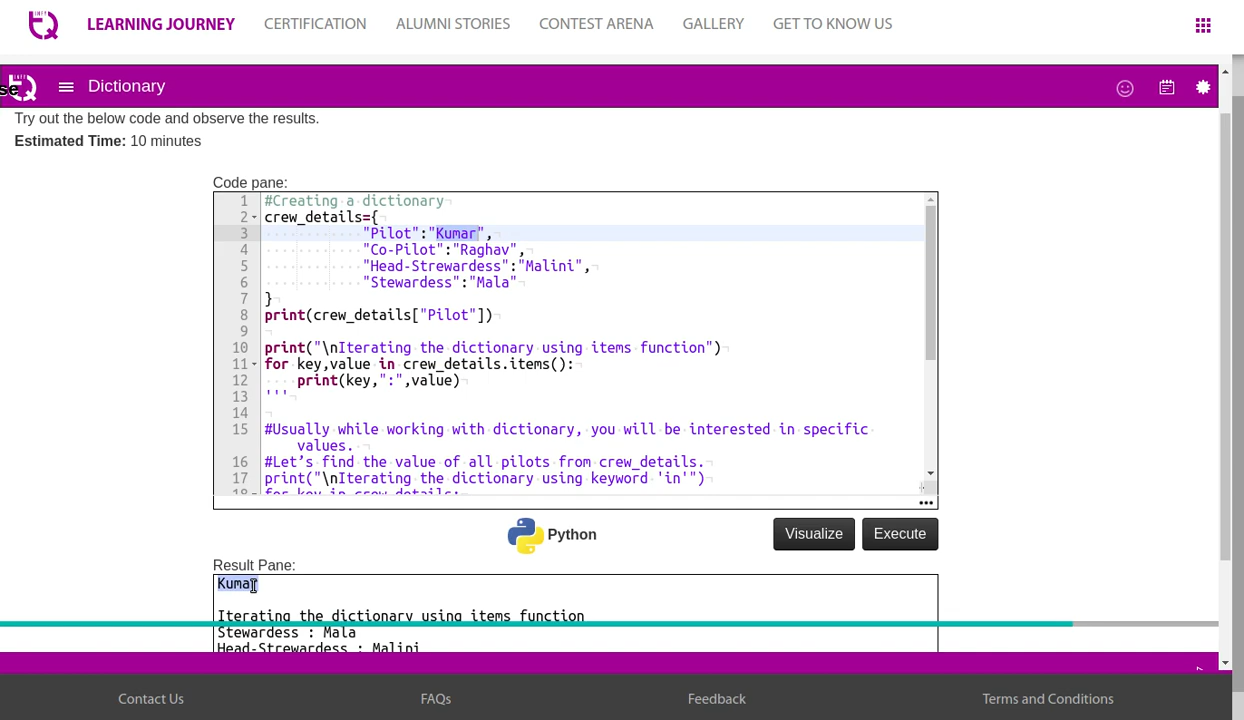 LEARNING JOURNEY CERTIFICATION ALUMNI STORIES CONTEST ARENA GALLERY GET TO KNOW US
se Dictionary
Try out the below code and observe the results.
Estimated Time: 10 minutes
Code pane:
1 #Creating a dictionary
2 crew_details={
3 "Pilot":"Kumar",
4 "Co-Pilot":"Raghav",
5 "Head-Strewardess":"Malini",
6 "Stewardess":"Mala"
7 }
8 print(crew_details["Pilot"])
9
10 print("\nIterating the dictionary using items function")
11 for key,value in crew_details.items():
12 print(key,":",value)
13 '''
14
15 #Usually while working with dictionary, you will be interested in specific
values.
16 #Let’s find the value of all pilots from crew_details.
17 print("\nIterating the dictionary using keyword 'in'")
18 for key in crew_details:
Python Visualize Execute
Result Pane:
Kumar
Iterating the dictionary using items function
Stewardess : Mala
Head-Strewardess : Malini
Contact Us FAQs Feedback Terms and Conditions